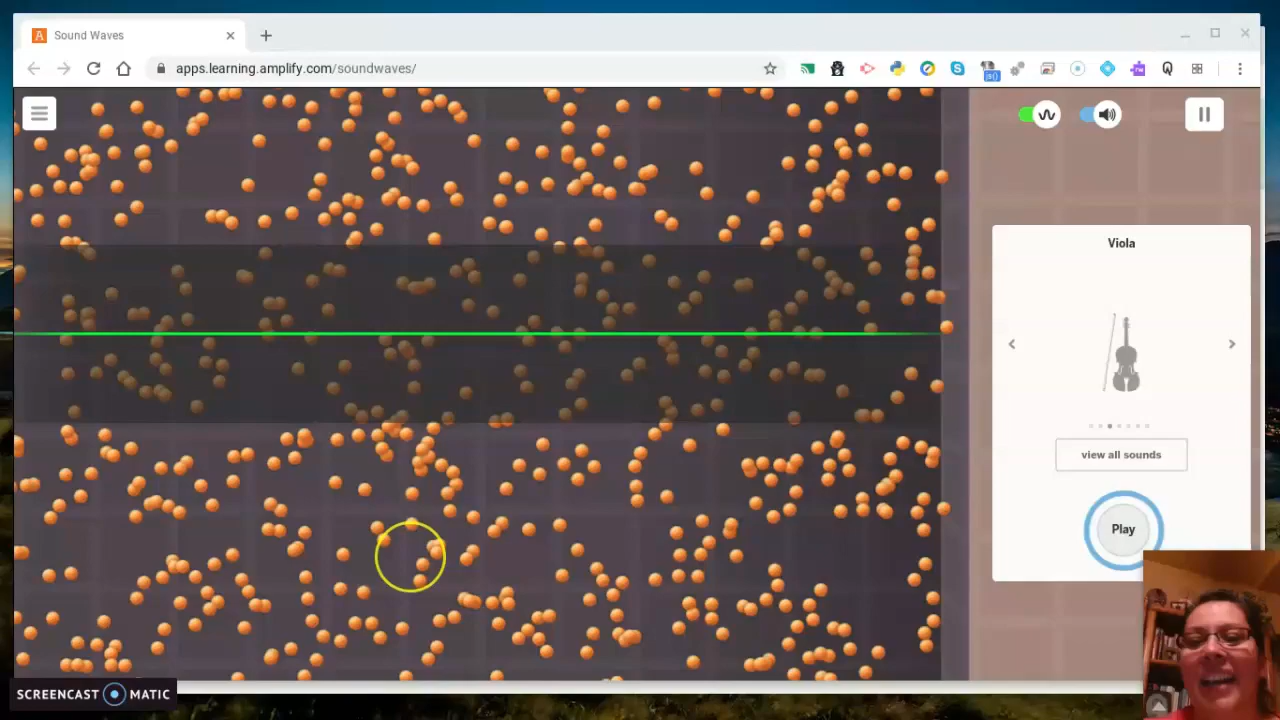 Sound Waves
apps.learning.amplify.com/soundwaves/
Viola
view all sounds
Play
SCREENCAST MATIC